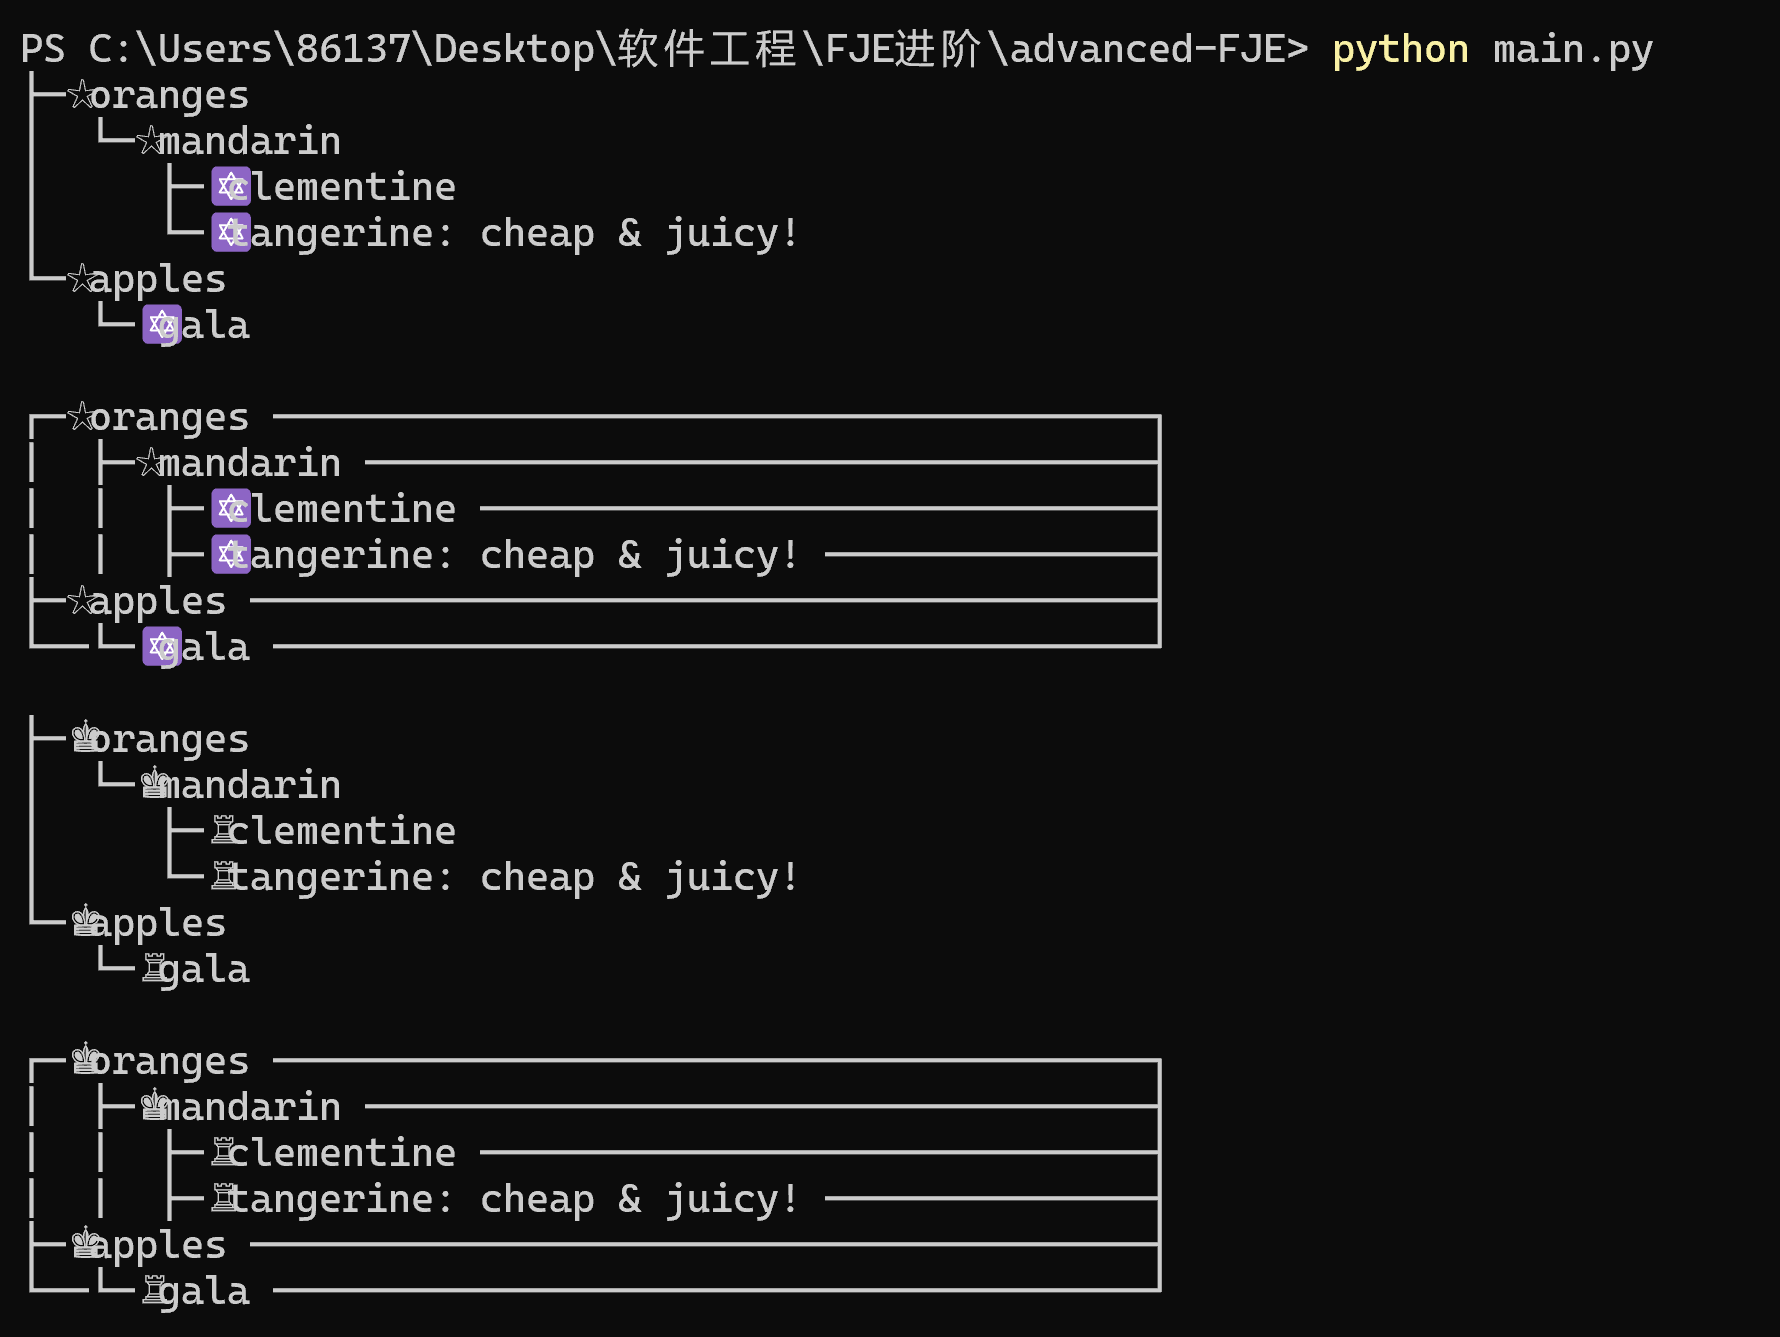 PS C:\Users\86137\Desktop\软件工程\FJE进阶\advanced-FJE> python main.py
├─☆oranges
│  └─☆mandarin
│     ├─✡clementine
│     └─✡tangerine: cheap & juicy!
└─☆apples
   └─✡gala
┌─☆oranges ───────────────────────────────────────┐
│  ├─☆mandarin ───────────────────────────────────┤
│  │  ├─✡clementine ──────────────────────────────┤
│  │  ├─✡tangerine: cheap & juicy! ───────────────┤
├─☆apples ────────────────────────────────────────┤
└──└─✡gala ───────────────────────────────────────┘
├─♚oranges
│  └─♚mandarin
│     ├─♖clementine
│     └─♖tangerine: cheap & juicy!
└─♚apples
   └─♖gala
┌─♚oranges ───────────────────────────────────────┐
│  ├─♚mandarin ───────────────────────────────────┤
│  │  ├─♖clementine ──────────────────────────────┤
│  │  ├─♖tangerine: cheap & juicy! ───────────────┤
├─♚apples ────────────────────────────────────────┤
└──└─♖gala ───────────────────────────────────────┘